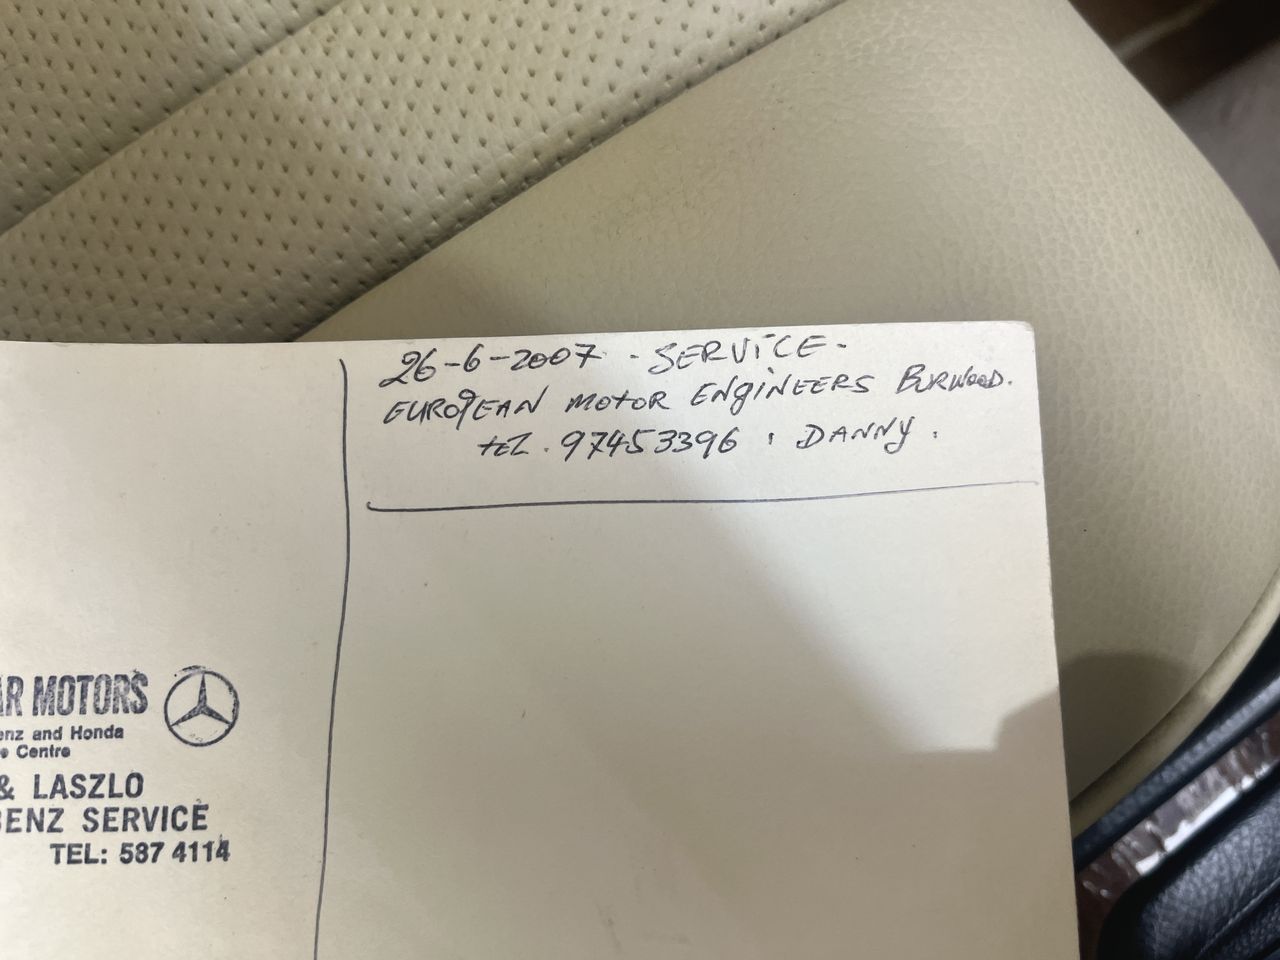 26-6-2007 - SERVICE -
EUROPEAN MOTOR ENGINEERS BURWOOD.
TEL. 97453396 . DANNY .
AR MOTORS
enz and Honda
e Centre
& LASZLO
BENZ SERVICE
TEL: 587 4114